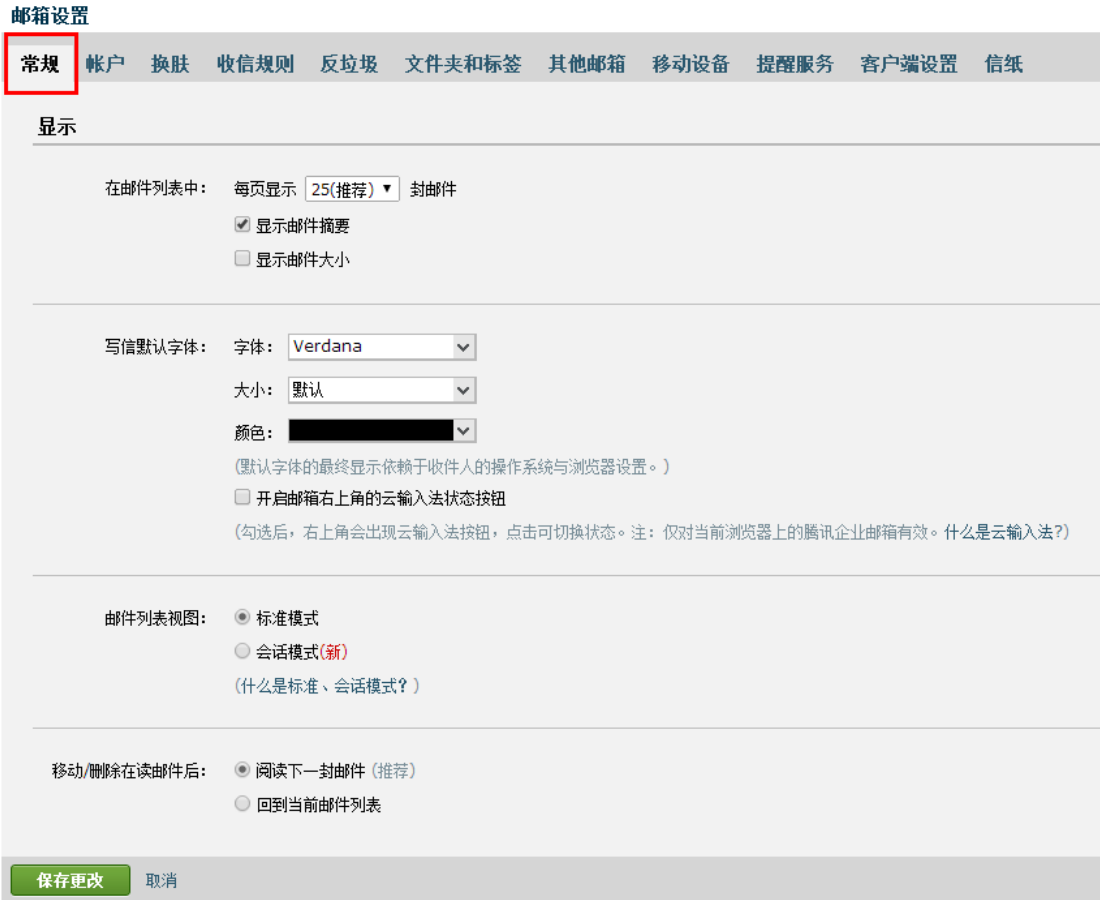 邮箱设置
常规 帐户 换肤 收信规则 反垃圾 文件夹和标签 其他邮箱 移动设备 提醒服务 客户端设置 信纸
显示
在邮件列表中： 每页显示 25(推荐) 封邮件
显示邮件摘要
显示邮件大小
写信默认字体： 字体： Verdana
大小： 默认
颜色：
(默认字体的最终显示依赖于收件人的操作系统与浏览器设置。)
开启邮箱右上角的云输入法状态按钮
(勾选后，右上角会出现云输入法按钮，点击可切换状态。注：仅对当前浏览器上的腾讯企业邮箱有效。什么是云输入法?)
邮件列表视图： 标准模式
会话模式(新)
(什么是标准、会话模式？)
移动/删除在读邮件后： 阅读下一封邮件 (推荐)
回到当前邮件列表
保存更改 取消